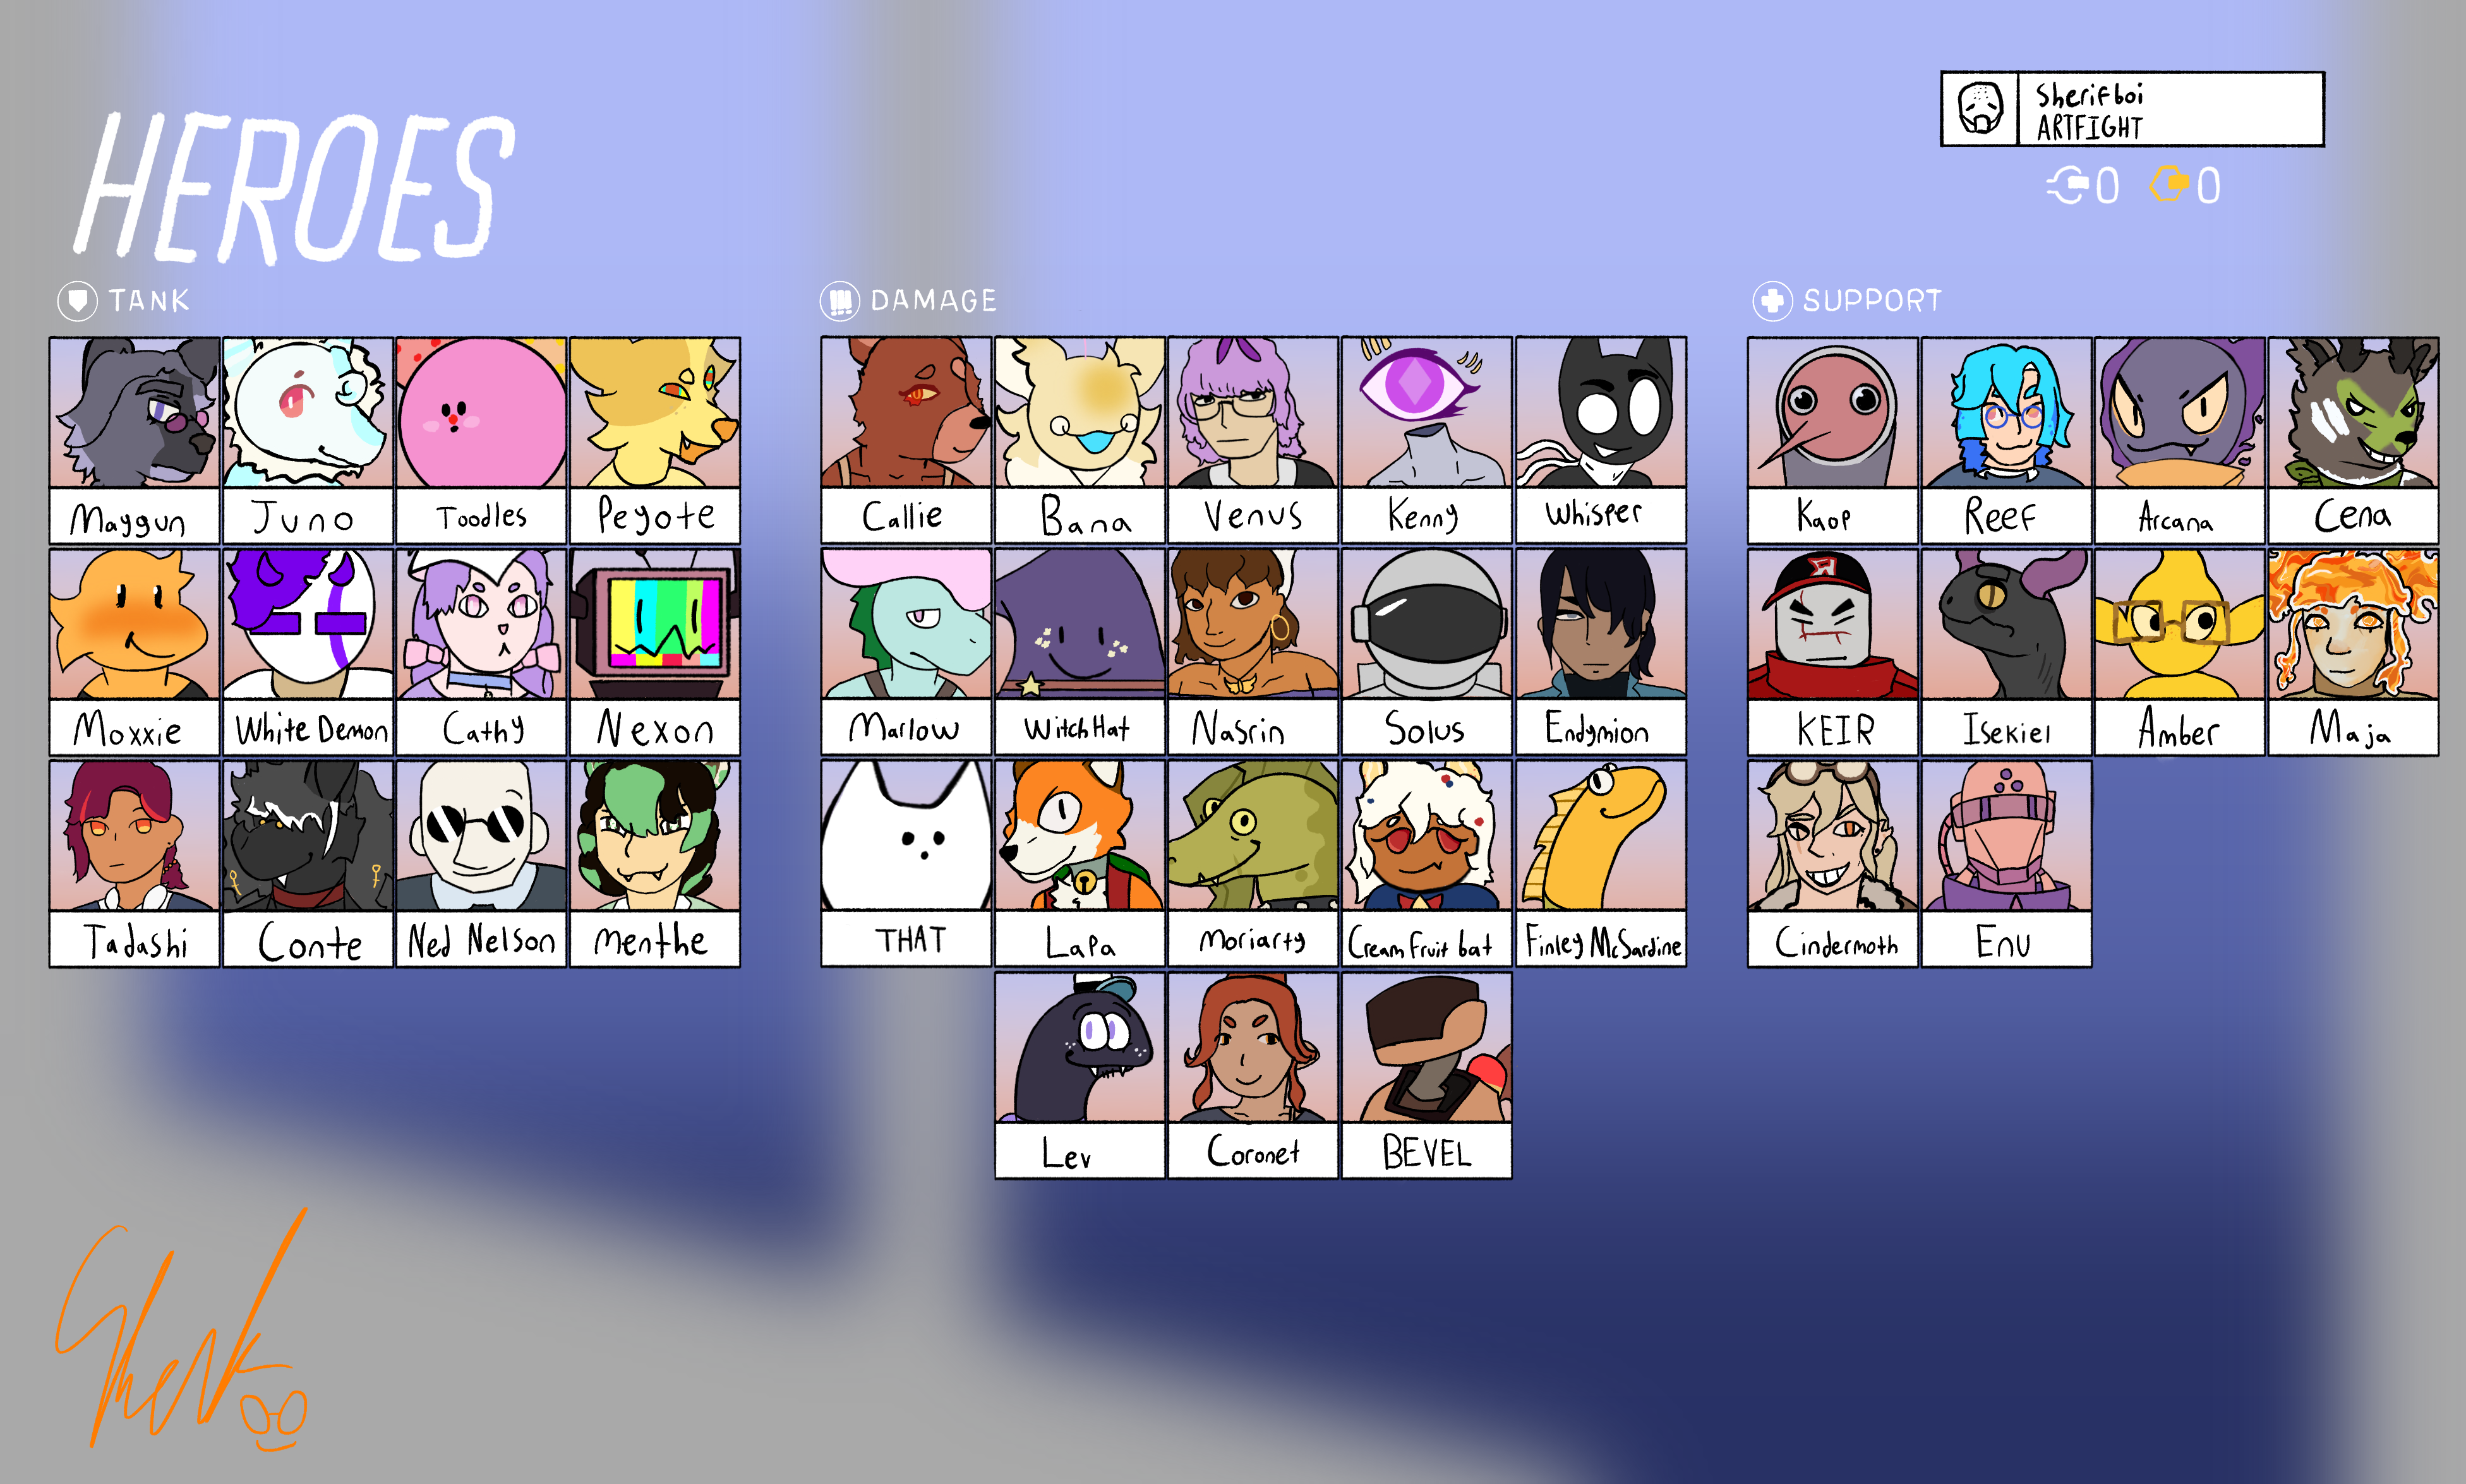 Sherifboi
ARTFIGHT
0 0
HEROES
TANK
DAMAGE
SUPPORT
Maygun Juno Toodles Peyote
Callie Bana Venus Kenny Whisper
Kaop Reef Arcana Cena
Moxxie White Demon Cathy Nexon
Marlow Witch Hat Nasrin Solus Endymion
KEIR Isekiel Amber Maja
Tadashi Conte Ned Nelson Menthe
THAT Lapa Moriarty Cream Fruit bat Finley McSardine
Cindermoth Enu
Lev Coronet BEVEL